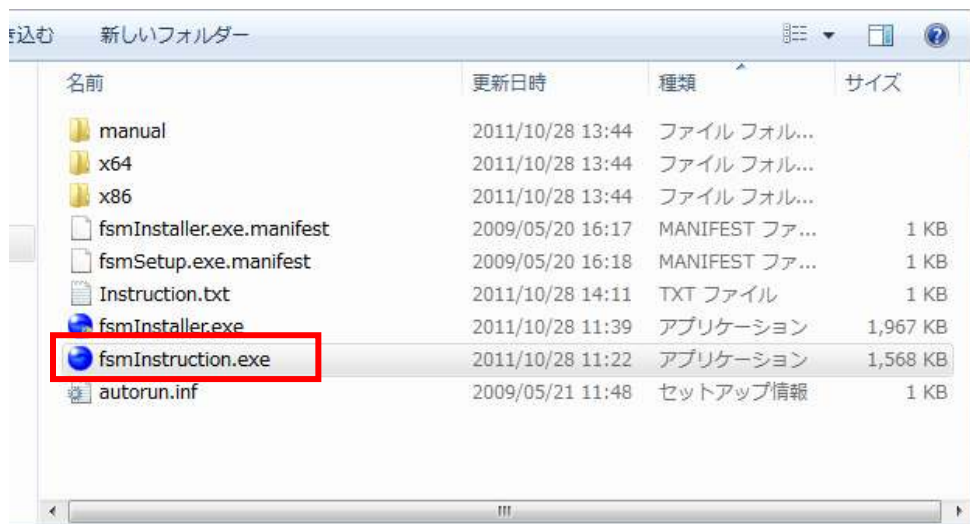 き込む 新しいフォルダー
名前 更新日時 種類 サイズ
manual 2011/10/28 13:44 ファイル フォル...
x64 2011/10/28 13:44 ファイル フォル...
x86 2011/10/28 13:44 ファイル フォル...
fsmInstaller.exe.manifest 2009/05/20 16:17 MANIFEST ファ... 1 KB
fsmSetup.exe.manifest 2009/05/20 16:18 MANIFEST ファ... 1 KB
Instruction.txt 2011/10/28 14:11 TXT ファイル 1 KB
fsmInstaller.exe 2011/10/28 11:39 アプリケーション 1,967 KB
fsmInstruction.exe 2011/10/28 11:22 アプリケーション 1,568 KB
autorun.inf 2009/05/21 11:48 セットアップ情報 1 KB